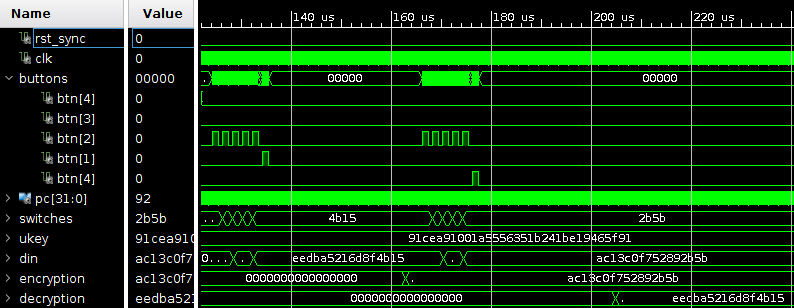 Name Value 140 us 160 us 180 us 200 us 220 us
rst_sync 0
clk 0
buttons 00000 . 00000 00000
btn[4] 0
btn[3] 0
btn[2] 0
btn[1] 0
btn[4] 0
pc[31:0] 92
switches 2b5b ... 4b15 2b5b
ukey 91cea910 91cea91001a5556351b241be19465f91
din ac13c0f7 0... eedba5216d8f4b15 ac13c0f752892b5b
encryption ac13c0f7 0000000000000000 . ac13c0f752892b5b
decryption eedba521 0000000000000000 . eedba5216d8f4b15